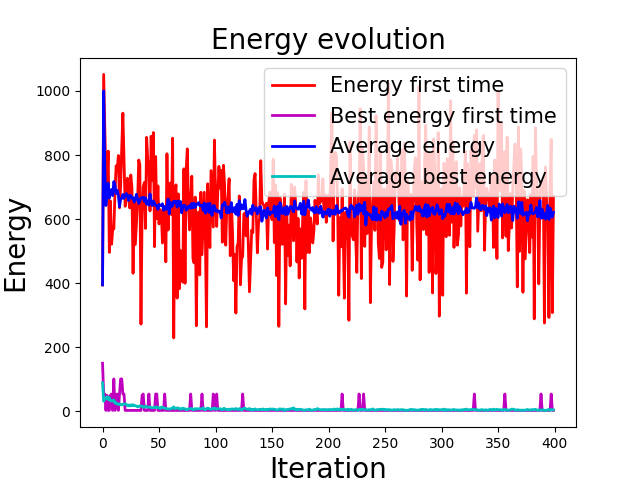 Energy evolution
Energy first time
Best energy first time
Average energy
Average best energy
Energy
1000
800
600
400
200
0
0 50 100 150 200 250 300 350 400
Iteration